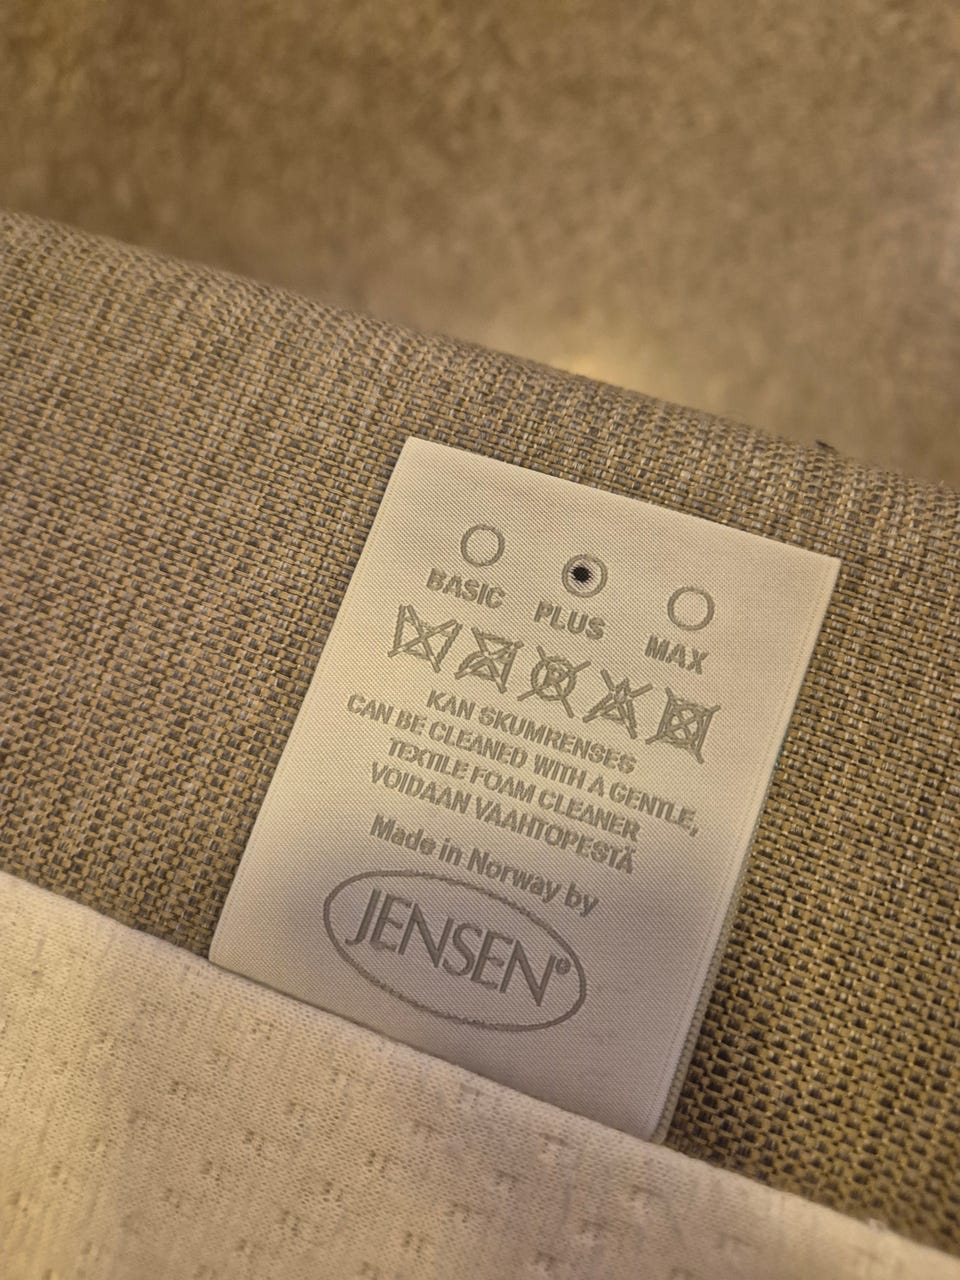 BASIC PLUS MAX
KAN SKUMRENSES
CAN BE CLEANED WITH A GENTLE,
TEXTILE FOAM CLEANER
VOIDAAN VAAHTOPESTÄ
Made in Norway by
JENSEN®